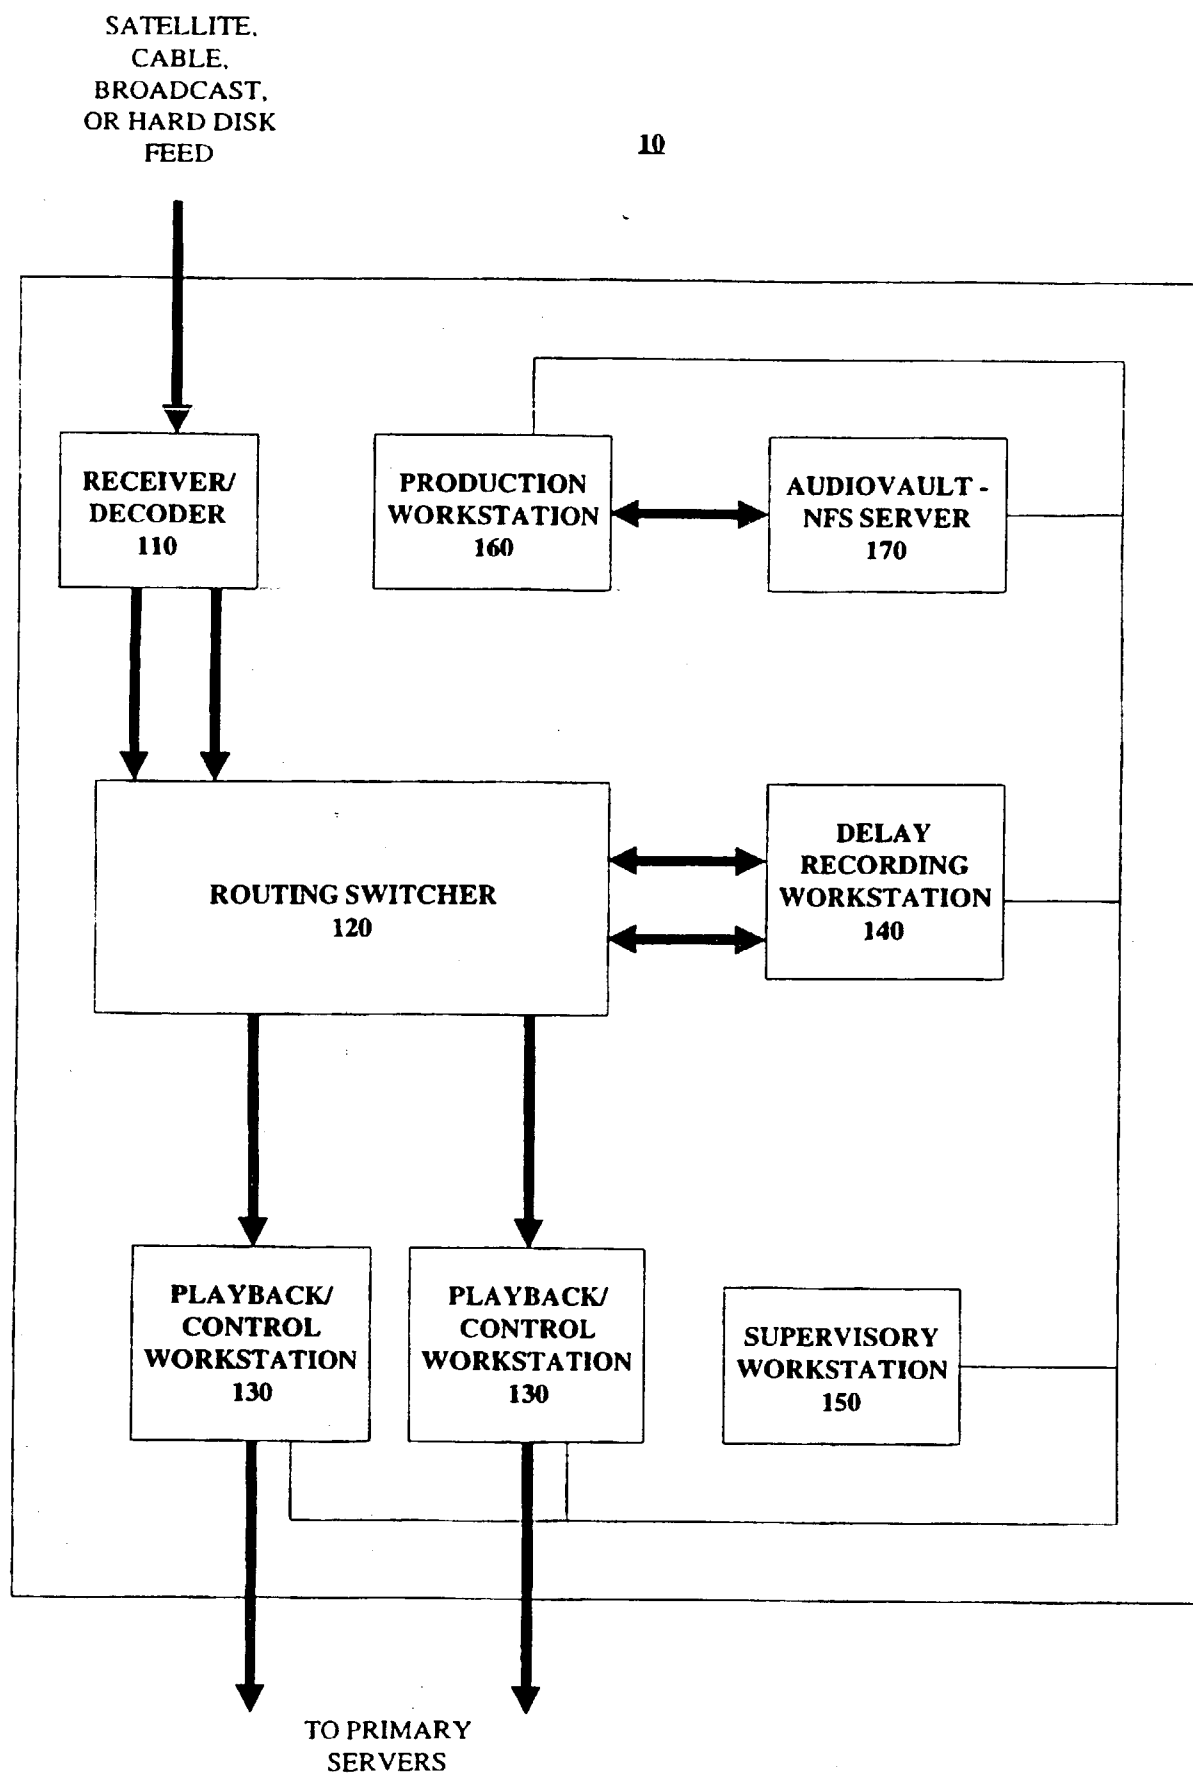 SATELLITE,
CABLE,
BROADCAST,
OR HARD DISK
FEED
10
RECEIVER/
DECODER
110
PRODUCTION
WORKSTATION
160
AUDIOVAULT -
NFS SERVER
170
ROUTING SWITCHER
120
DELAY
RECORDING
WORKSTATION
140
PLAYBACK/
CONTROL
WORKSTATION
130
PLAYBACK/
CONTROL
WORKSTATION
130
SUPERVISORY
WORKSTATION
150
TO PRIMARY
SERVERS